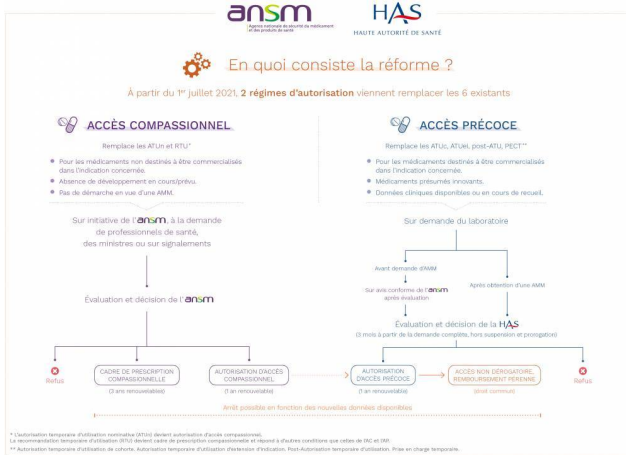 ansm
Agence nationale de sécurité du médicament
et des produits de santé
HAS
HAUTE AUTORITÉ DE SANTÉ
En quoi consiste la réforme ?
À partir du 1er juillet 2021, 2 régimes d'autorisation viennent remplacer les 6 existants
ACCÈS COMPASSIONNEL
Remplace les ATUn et RTU*
Pour les médicaments non destinés à être commercialisés
dans l'indication concernée.
Absence de développement en cours/prévu.
Pas de démarche en vue d'une AMM.
Sur initiative de l'ansm, à la demande
de professionnels de santé,
des ministres ou sur signalements
Évaluation et décision de l'ansm
Refus
CADRE DE PRESCRIPTION
COMPASSIONNELLE
(3 ans renouvelables)
AUTORISATION D'ACCÈS
COMPASSIONNEL
(1 an renouvelable)
ACCÈS PRÉCOCE
Remplace les ATUc, ATUei, post-ATU, PECT**
Pour les médicaments destinés à être commercialisés
dans l'indication concernée.
Médicaments présumés innovants.
Données cliniques disponibles ou en cours de recueil.
Sur demande du laboratoire
Avant demande d'AMM
Sur avis conforme de l'ansm
après évaluation
Après obtention d'une AMM
Évaluation et décision de la HAS
(3 mois à partir de la demande complète, hors suspension et prorogation)
AUTORISATION
D'ACCÈS PRÉCOCE
(1 an renouvelable)
ACCÈS NON DÉROGATOIRE,
REMBOURSEMENT PÉRENNE
(droit commun)
Refus
Arrêt possible en fonction des nouvelles données disponibles
* L'autorisation temporaire d'utilisation nominative (ATUn) devient autorisation d'accès compassionnel.
La recommandation temporaire d'utilisation (RTU) devient cadre de prescription compassionnelle et répond à d'autres conditions que celles de l'AC et l'AP.
** Autorisation temporaire d'utilisation de cohorte, Autorisation temporaire d'utilisation d'extension d'indication. Post-Autorisation temporaire d'utilisation. Prise en charge temporaire.